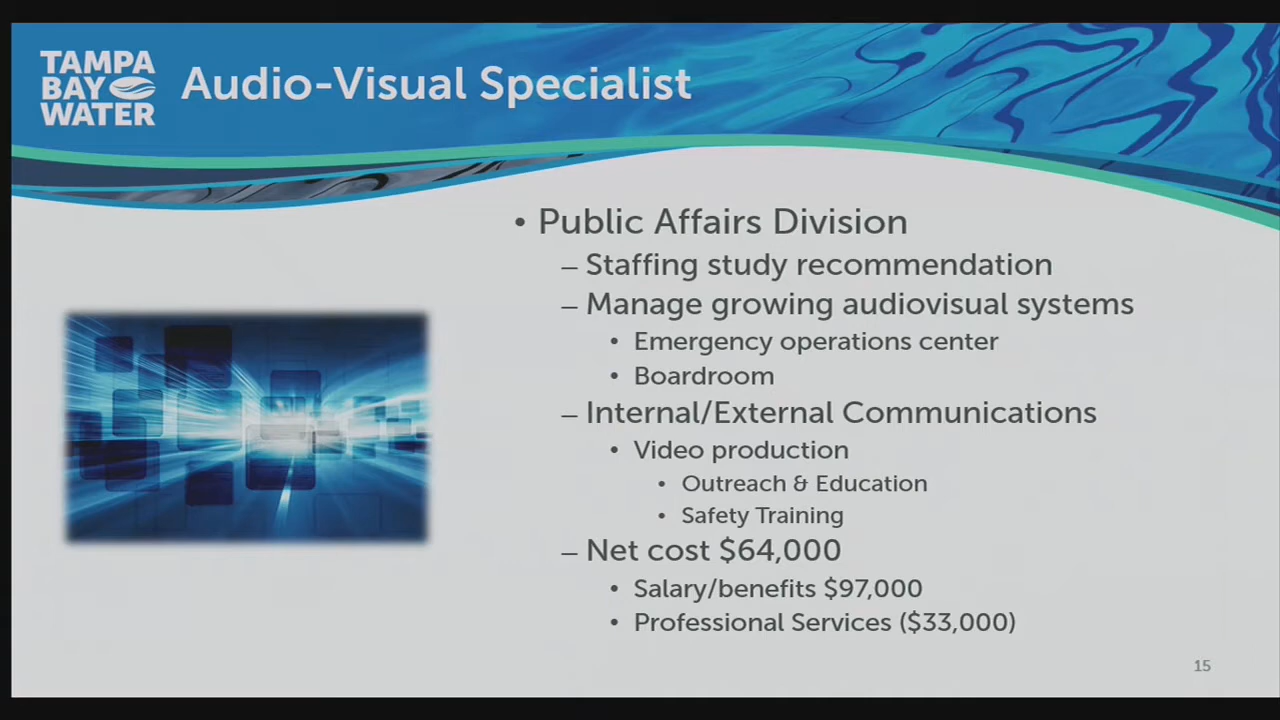 TAMPA
BAY
WATER
Audio-Visual Specialist
• Public Affairs Division
– Staffing study recommendation
– Manage growing audiovisual systems
• Emergency operations center
• Boardroom
– Internal/External Communications
• Video production
• Outreach & Education
• Safety Training
– Net cost $64,000
• Salary/benefits $97,000
• Professional Services ($33,000)
15